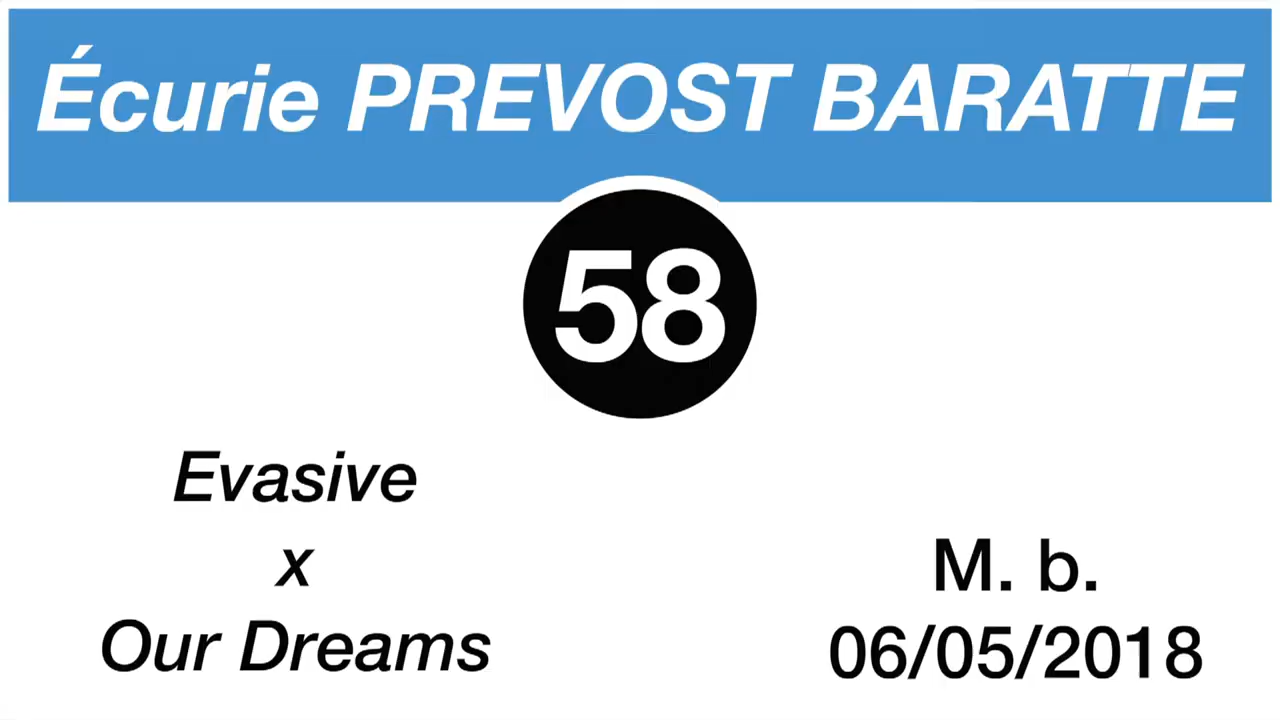 Écurie PREVOST BARATTE
58
Evasive
x
Our Dreams
M. b.
06/05/2018